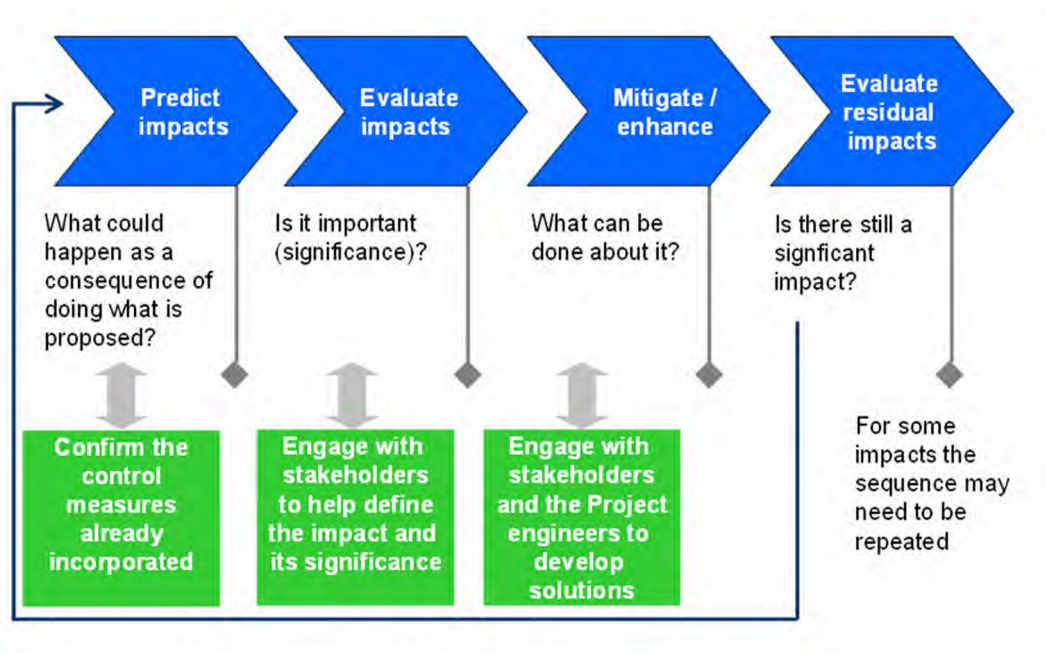 Predict
impacts
Evaluate
impacts
Mitigate /
enhance
Evaluate
residual
impacts
What could
happen as a
consequence of
doing what is
proposed?
Is it important
(significance)?
What can be
done about it?
Is there still a
signficant
impact?
Confirm the
control
measures
already
incorporated
Engage with
stakeholders
to help define
the impact and
its significance
Engage with
stakeholders
and the Project
engineers to
develop
solutions
For some
impacts the
sequence may
need to be
repeated